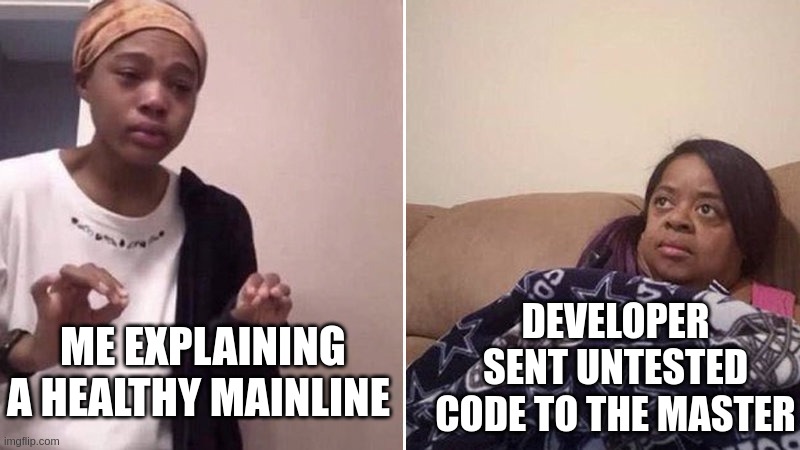 ME EXPLAINING
A HEALTHY MAINLINE
DEVELOPER
SENT UNTESTED
CODE TO THE MASTER
imgflip.com